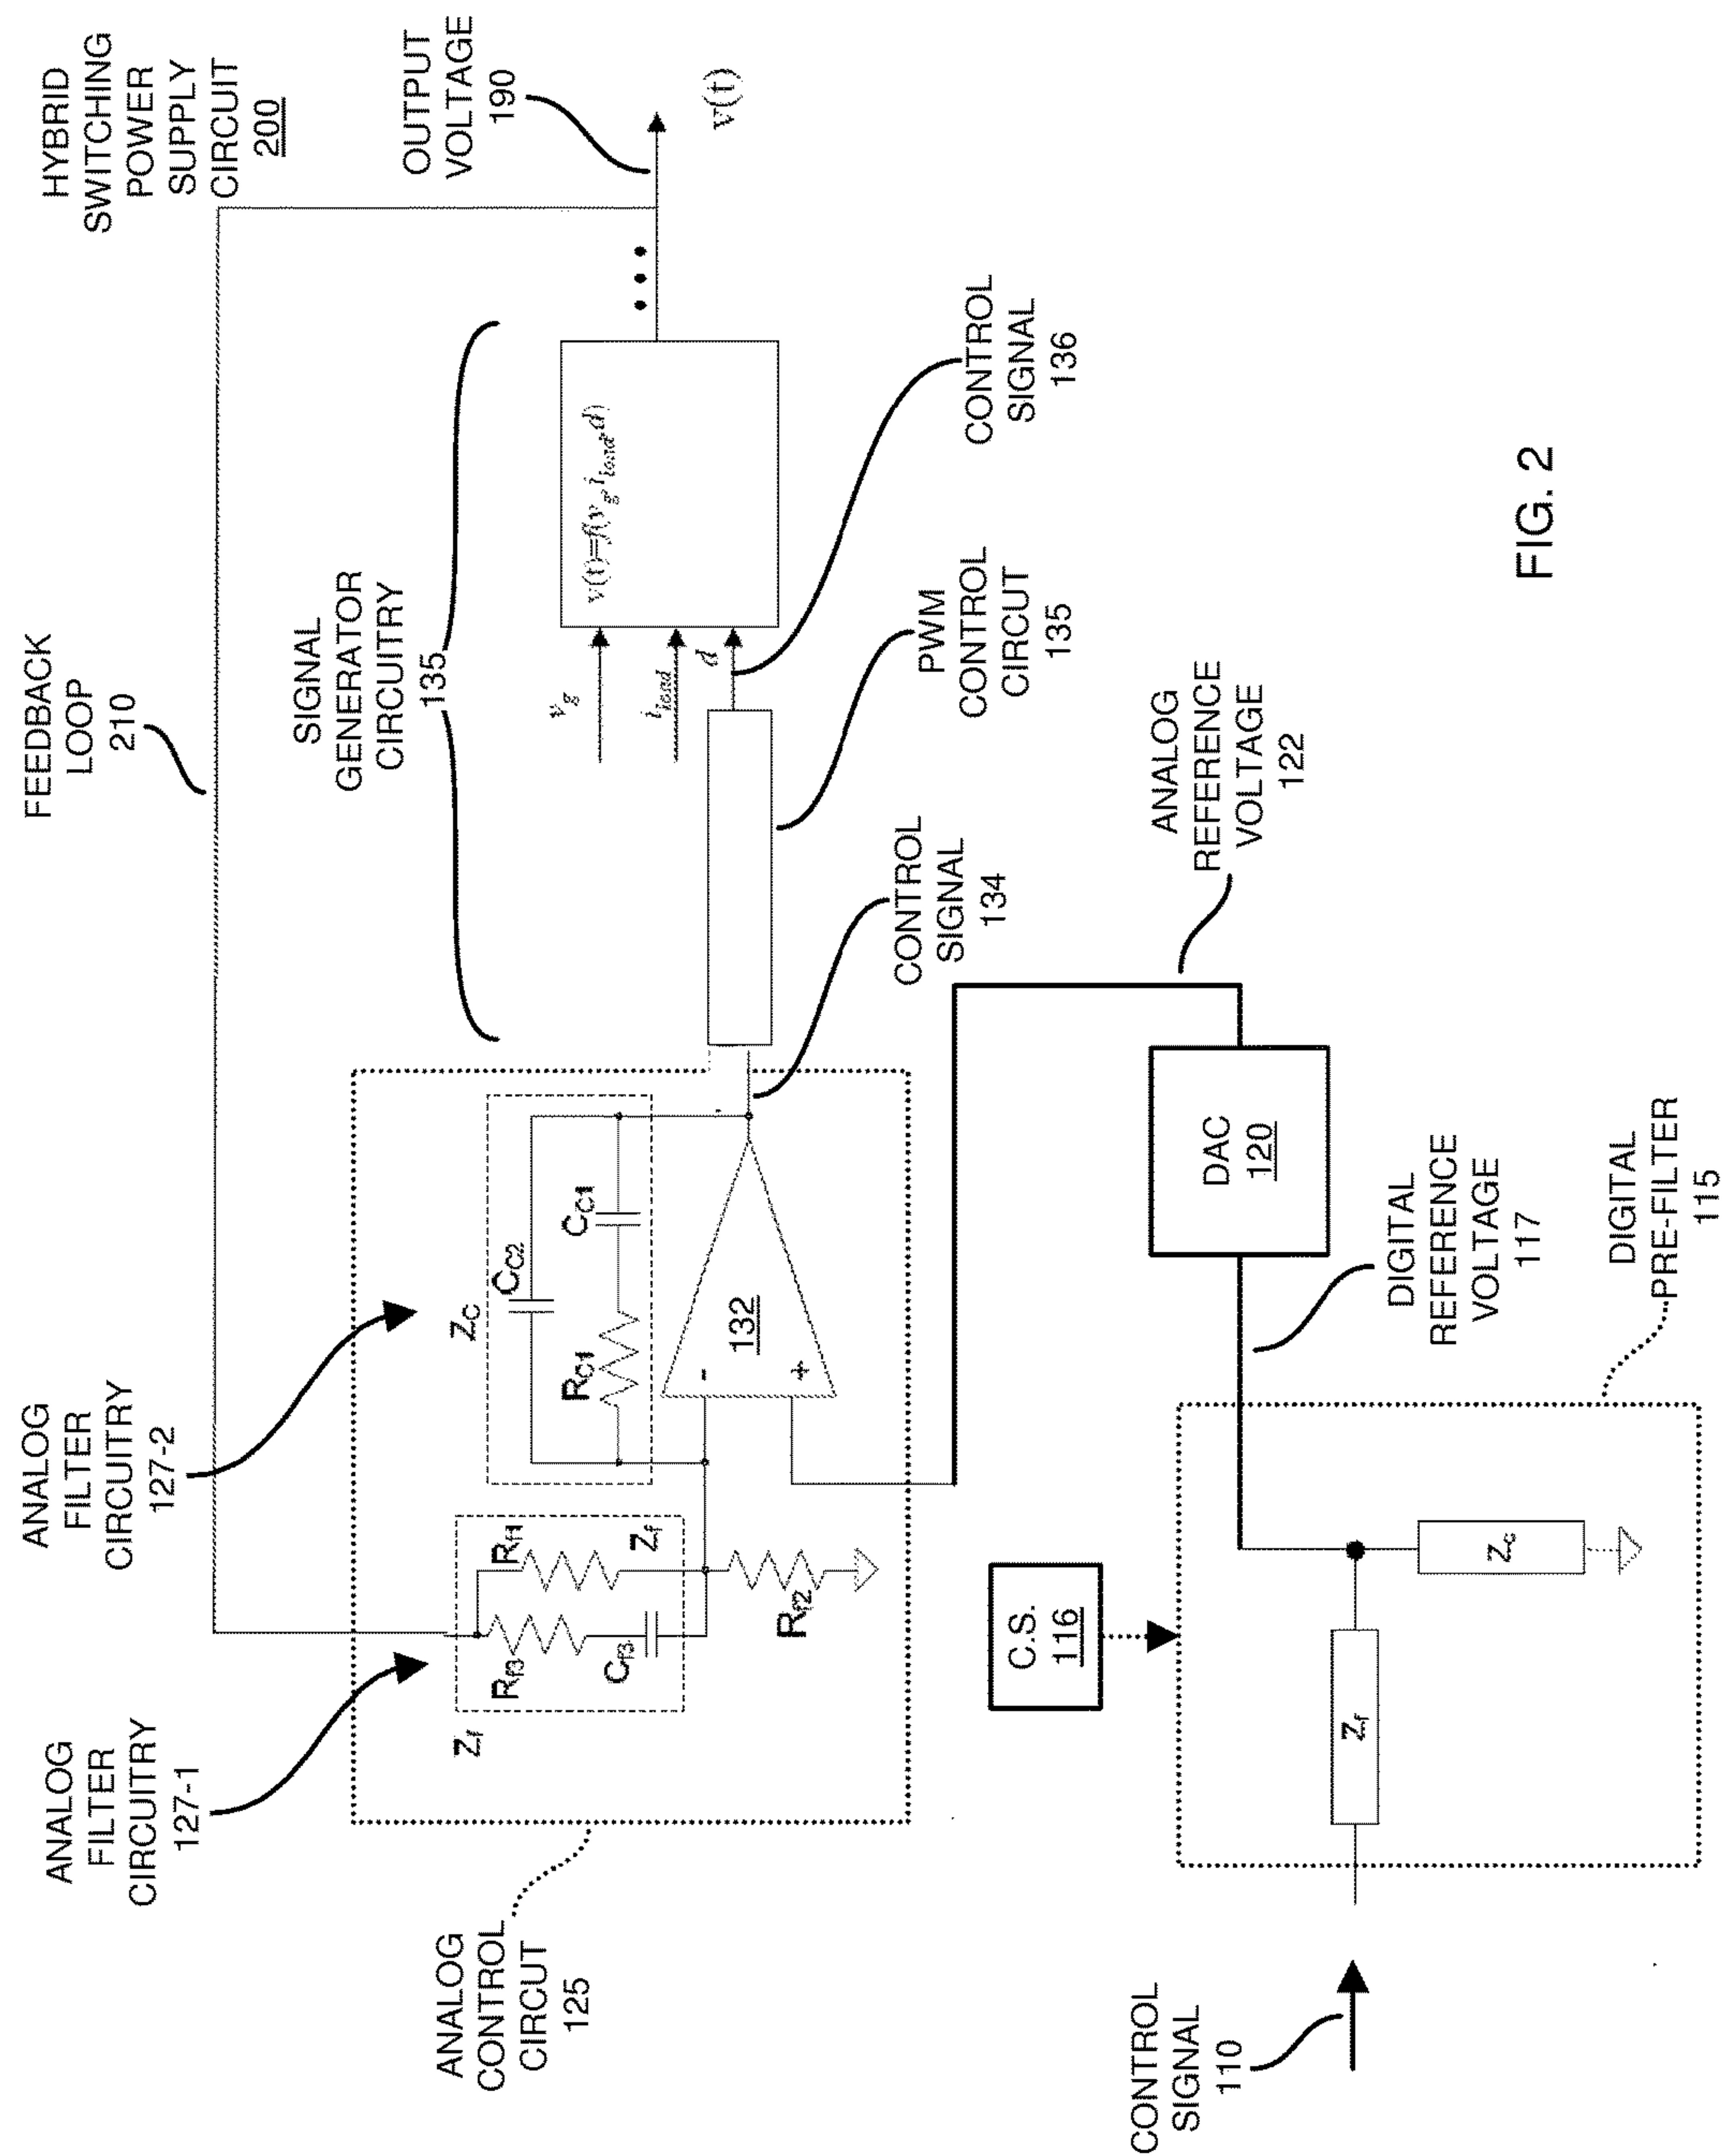 HYBRID
SWITCHING
POWER
SUPPLY
CIRCUIT
200
FEEDBACK
LOOP
210
OUTPUT
VOLTAGE
190
v(t)
SIGNAL
GENERATOR
CIRCUITRY
135
ANALOG
FILTER
CIRCUITRY
127-1
ANALOG
FILTER
CIRCUITRY
127-2
Zf
Rf3
Cf3
Rf1
Zf
Rf2
ZC
CC2
RC1
CC1
-
+
132
vg
iload
d
v(t)=f(vg, iload, d)
CONTROL
SIGNAL
136
PWM
CONTROL
CIRCUT
135
CONTROL
SIGNAL
134
ANALOG
CONTROL
CIRCUT
125
ANALOG
REFERENCE
VOLTAGE
122
C.S.
116
DAC
120
DIGITAL
REFERENCE
VOLTAGE
117
DIGITAL
PRE-FILTER
115
Zf
Zc
CONTROL
SIGNAL
110
FIG. 2